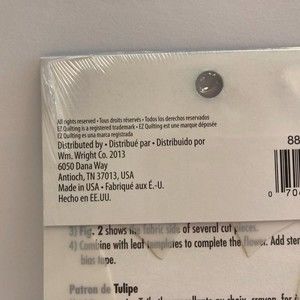 All rights reserved • Tous droits réservés • Todos los derechos reservados
EZ Quilting is a registered trademark • EZ Quilting est une marque déposée
EZ Quilting es una marca registrada
Distributed by • Distribué par • Distribuido por
Wm. Wright Co. 2013
6050 Dana Way
Antioch, TN 37013, USA
Made in USA • Fabriqué aux É.-U.
Hecho en EE.UU.
88
0 70
3) Fig. 2 shows the fabric side of several cut pieces.
4) Combine with leaf templates to complete the flower. Add stem
bias tape.
Patron de Tulipe